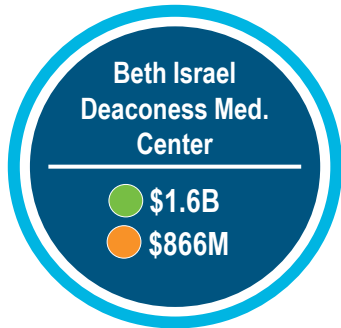 Beth Israel
Deaconess Med.
Center
$1.6B
$866M